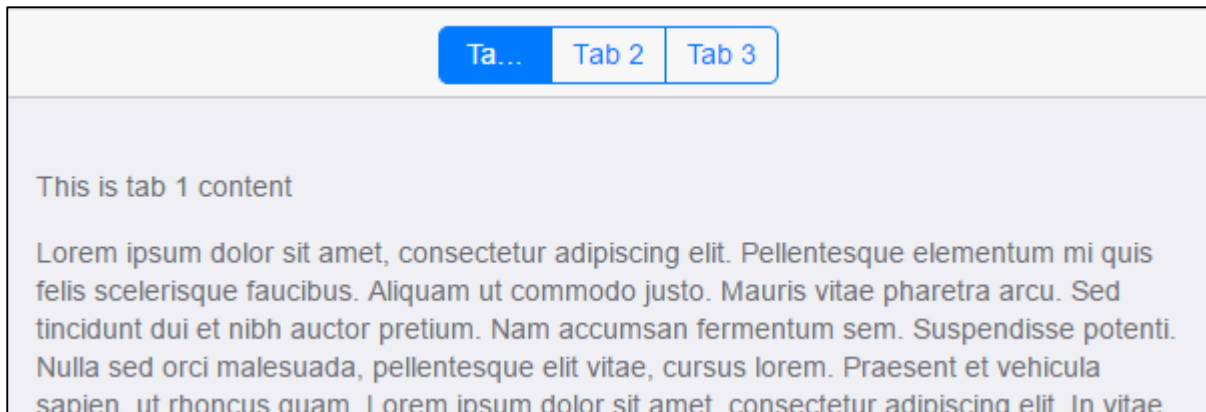 Ta... Tab 2 Tab 3
This is tab 1 content
Lorem ipsum dolor sit amet, consectetur adipiscing elit. Pellentesque elementum mi quis
felis scelerisque faucibus. Aliquam ut commodo justo. Mauris vitae pharetra arcu. Sed
tincidunt dui et nibh auctor pretium. Nam accumsan fermentum sem. Suspendisse potenti.
Nulla sed orci malesuada, pellentesque elit vitae, cursus lorem. Praesent et vehicula
sapien, ut rhoncus quam. Lorem ipsum dolor sit amet, consectetur adipiscing elit. In vitae